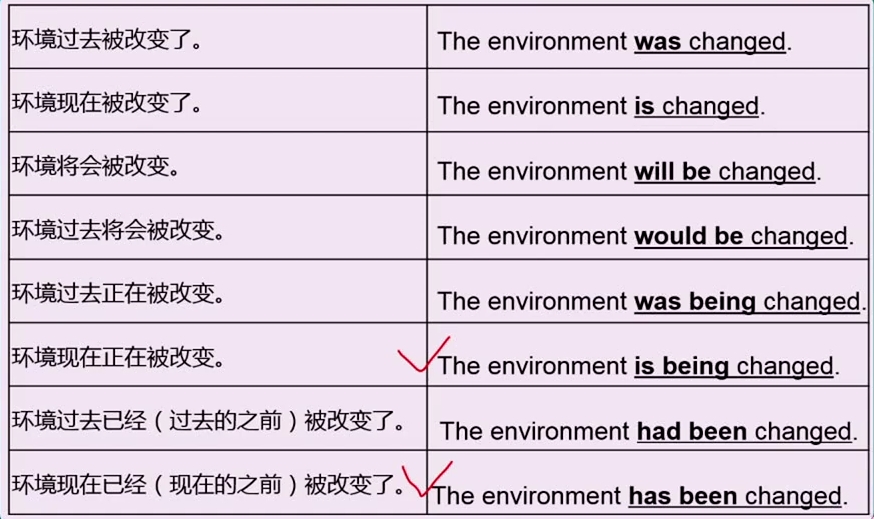 环境过去被改变了。 The environment was changed.
环境现在被改变了。 The environment is changed.
环境将会被改变。 The environment will be changed.
环境过去将会被改变。 The environment would be changed.
环境过去正在被改变。 The environment was being changed.
环境现在正在被改变。 The environment is being changed.
环境过去已经（过去的之前）被改变了。 The environment had been changed.
环境现在已经（现在的之前）被改变了。 The environment has been changed.